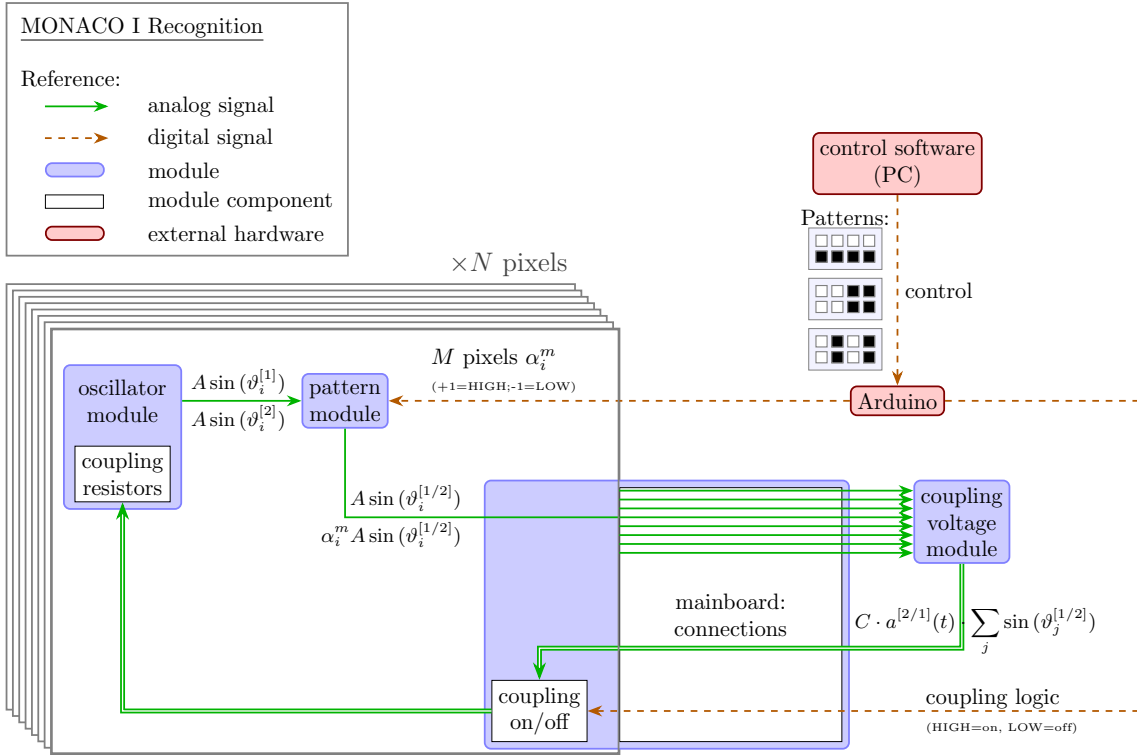 MONACO I Recognition
Reference:
analog signal
digital signal
module
module component
external hardware
×N pixels
control software
(PC)
Patterns:
control
Arduino
M pixels α_i^m
(+1=HIGH;-1=LOW)
oscillator
module
coupling
resistors
A sin (ϑ_i^{[1]})
A sin (ϑ_i^{[2]})
pattern
module
A sin (ϑ_i^{[1/2]})
α_i^m A sin (ϑ_i^{[1/2]})
coupling
voltage
module
mainboard:
connections
C · a^{[2/1]}(t) · ∑_j sin (ϑ_j^{[1/2]})
coupling
on/off
coupling logic
(HIGH=on, LOW=off)